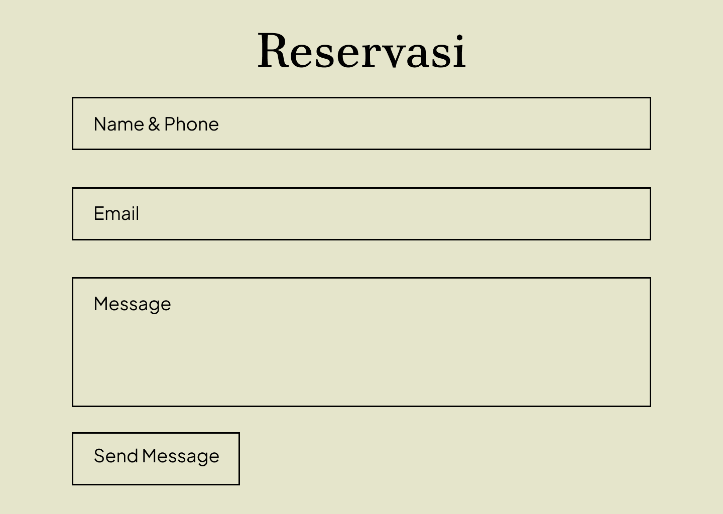 Reservasi
Name & Phone
Email
Message
Send Message